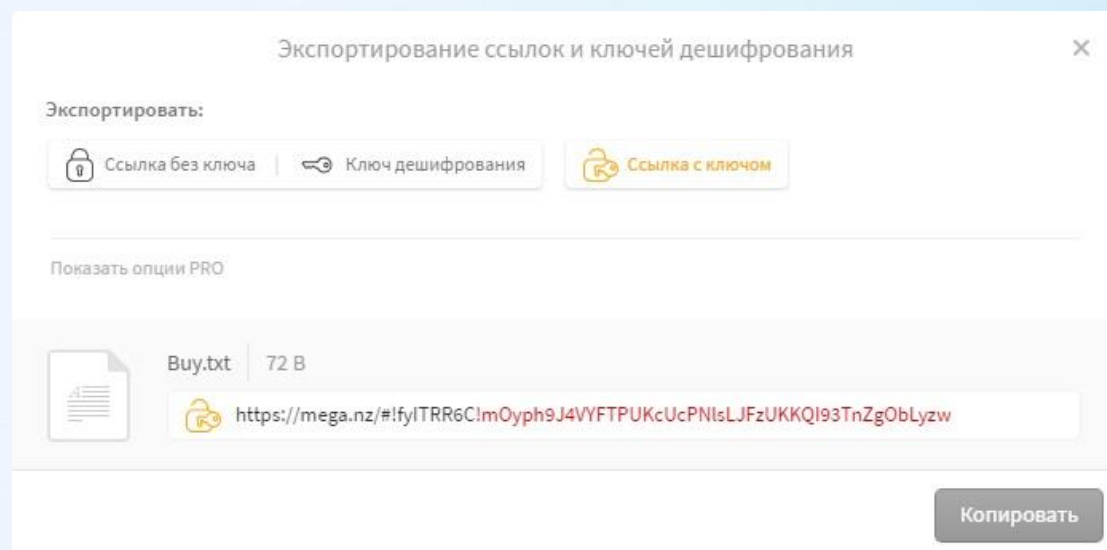 Экспортирование ссылок и ключей дешифрования
Экспортировать:
Ссылка без ключа
Ключ дешифрования
Ссылка с ключом
Показать опции PRO
Buy.txt
72 B
https://mega.nz/#!fyITRR6C!mOyph9J4VYFTPUKcUcPNlsLJFzUKKQI93TnZgObLyzw
Копировать